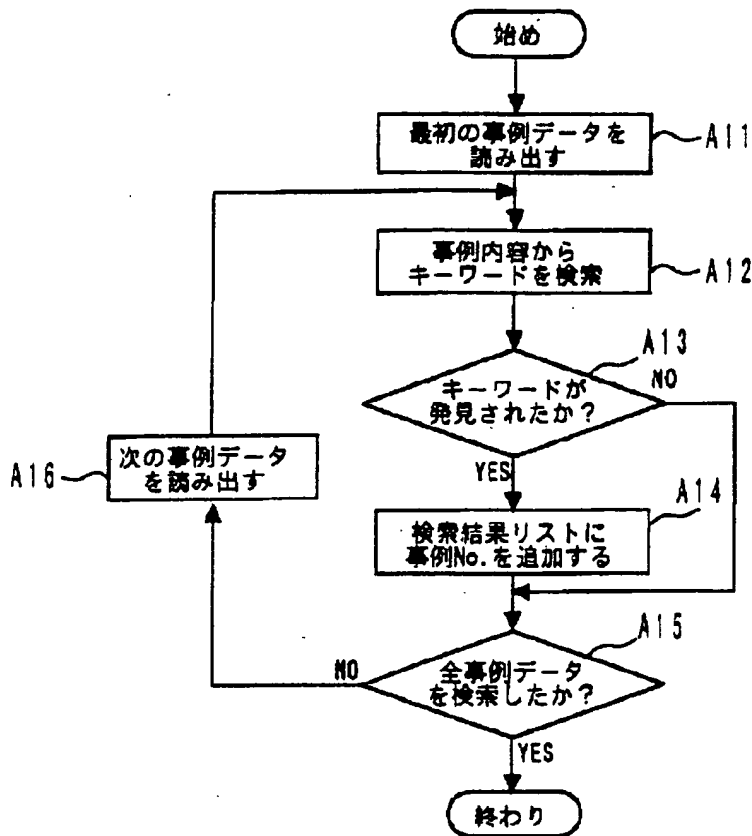 始め
最初の事例データを
読み出す
A11
事例内容から
キーワードを検索
A12
A13
キーワードが
発見されたか？
NO
YES
A14
検索結果リストに
事例No.を追加する
A16
次の事例データ
を読み出す
A15
全事例データ
を検索したか？
NO
YES
終わり